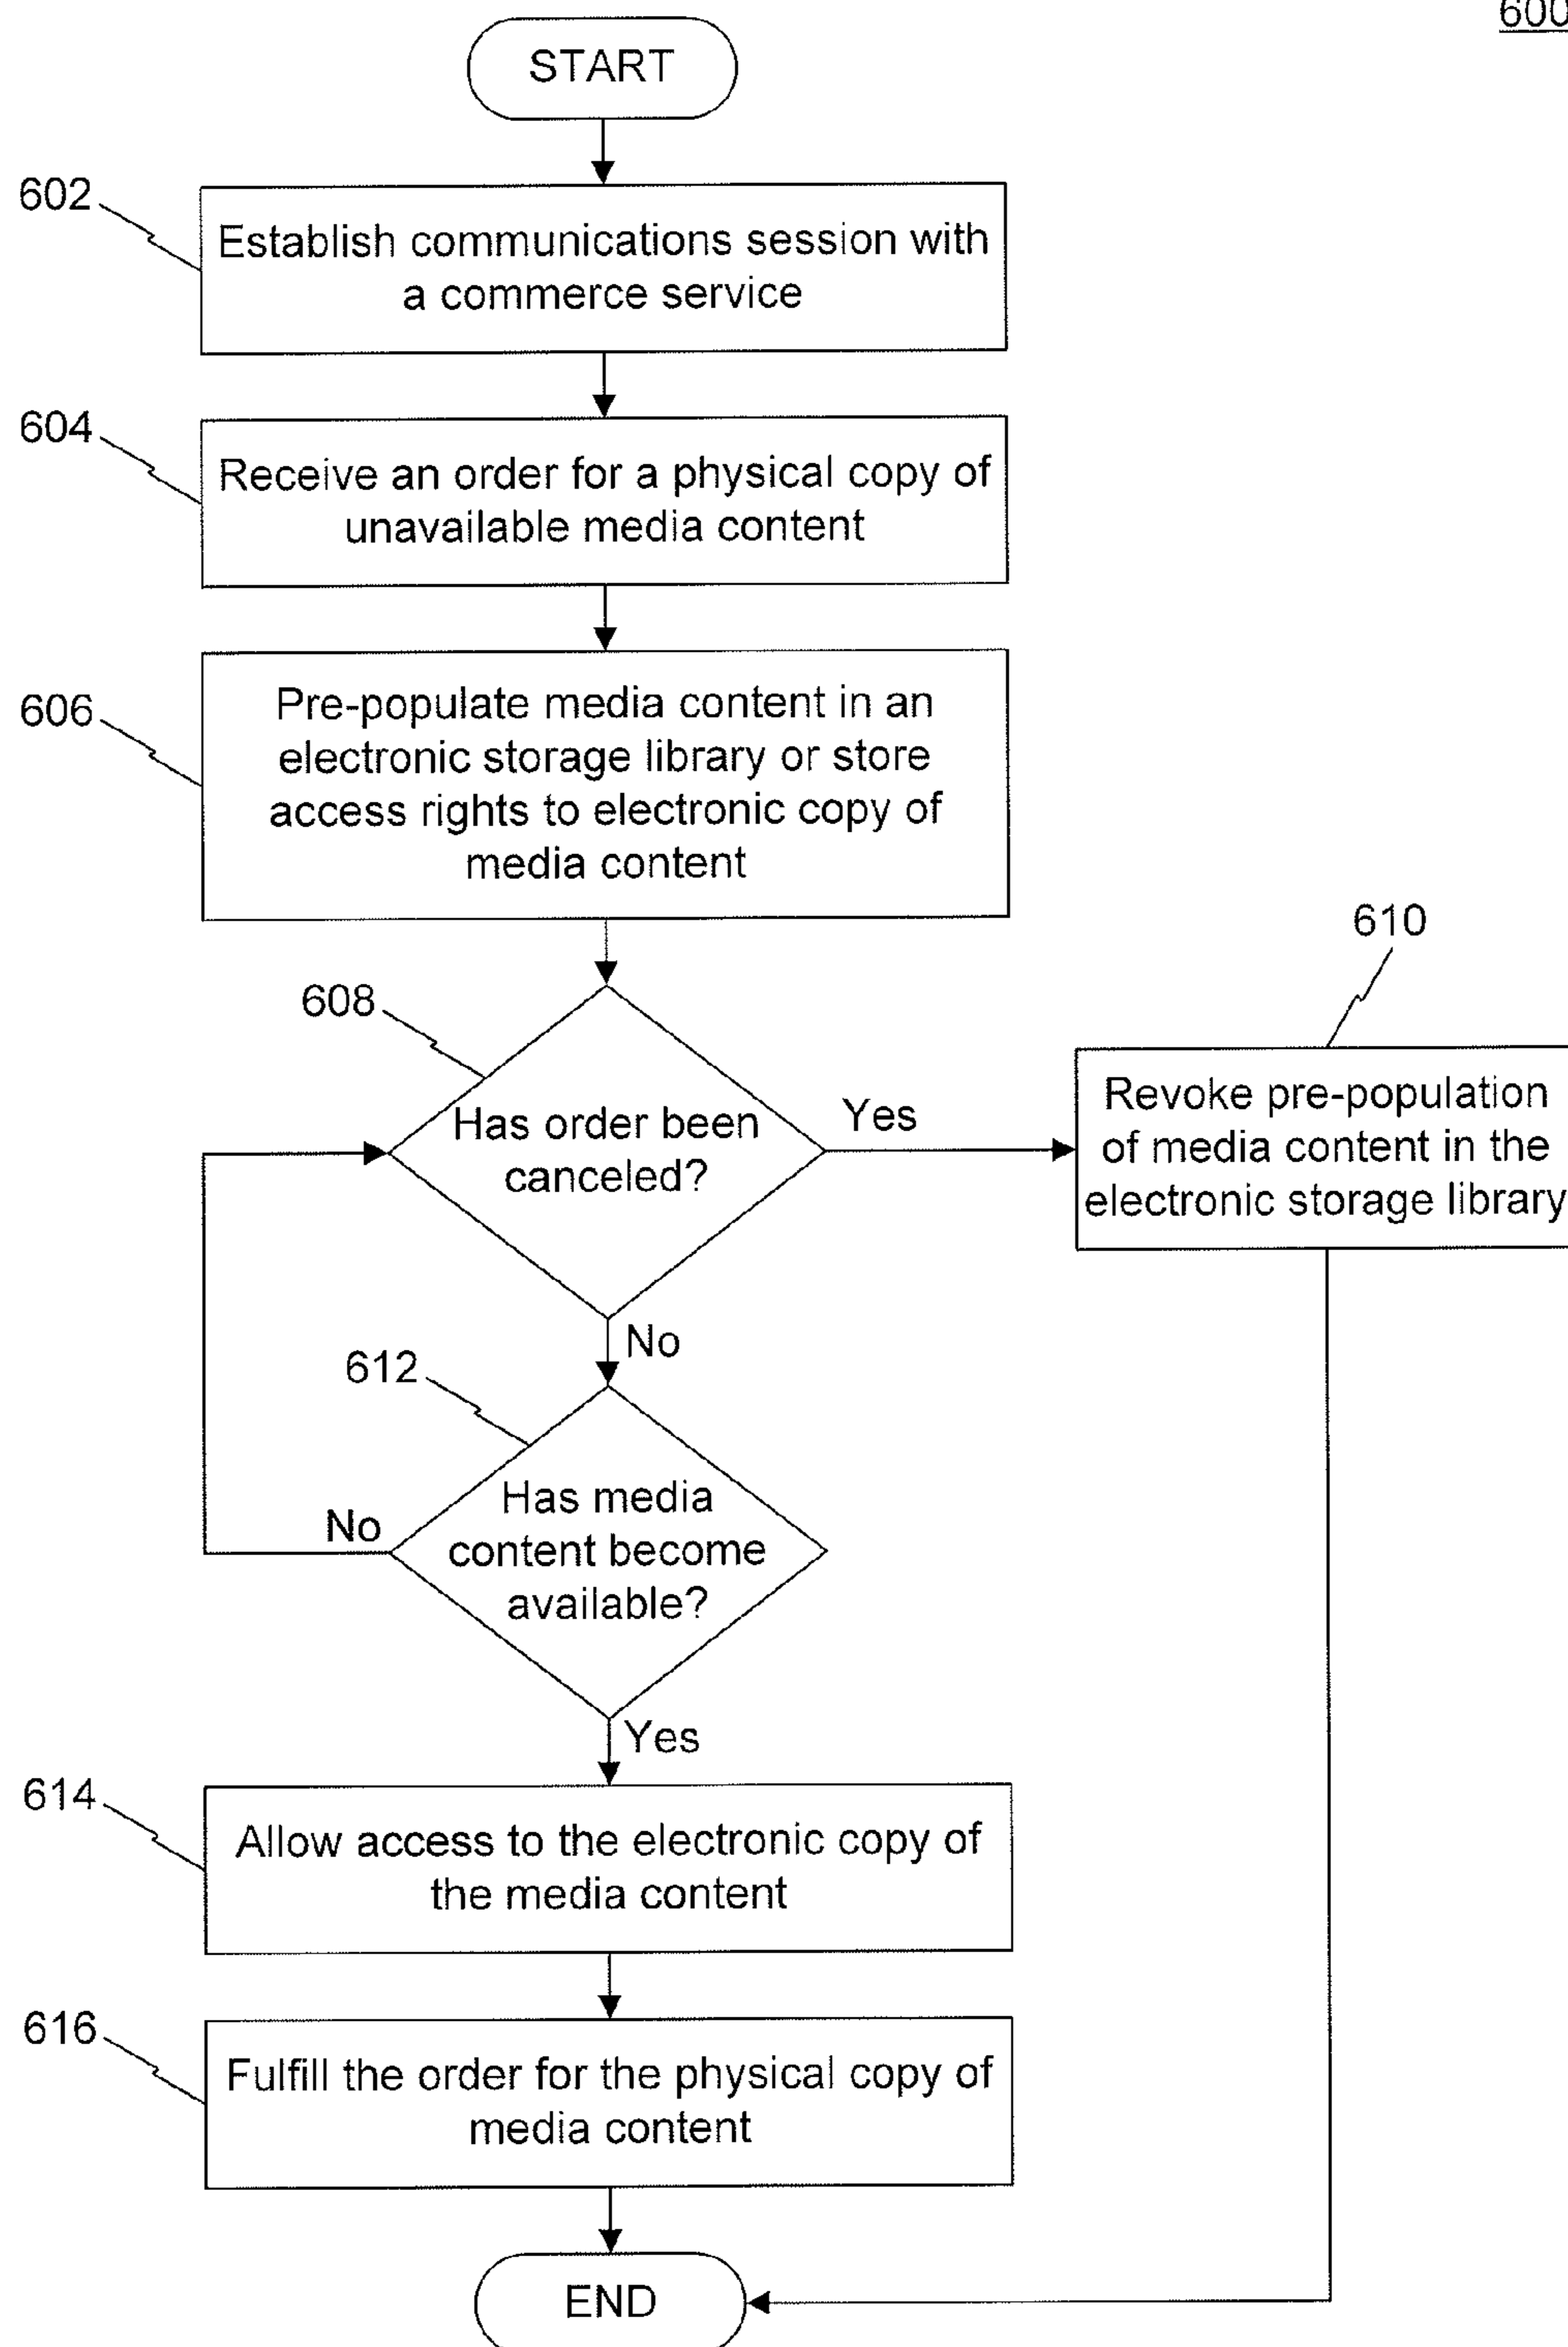 600
START
602
Establish communications session with
a commerce service
604
Receive an order for a physical copy of
unavailable media content
606
Pre-populate media content in an
electronic storage library or store
access rights to electronic copy of
media content
610
608
Has order been
canceled?
Yes
Revoke pre-population
of media content in the
electronic storage library
No
612
Has media
content become
available?
No
Yes
614
Allow access to the electronic copy of
the media content
616
Fulfill the order for the physical copy of
media content
END